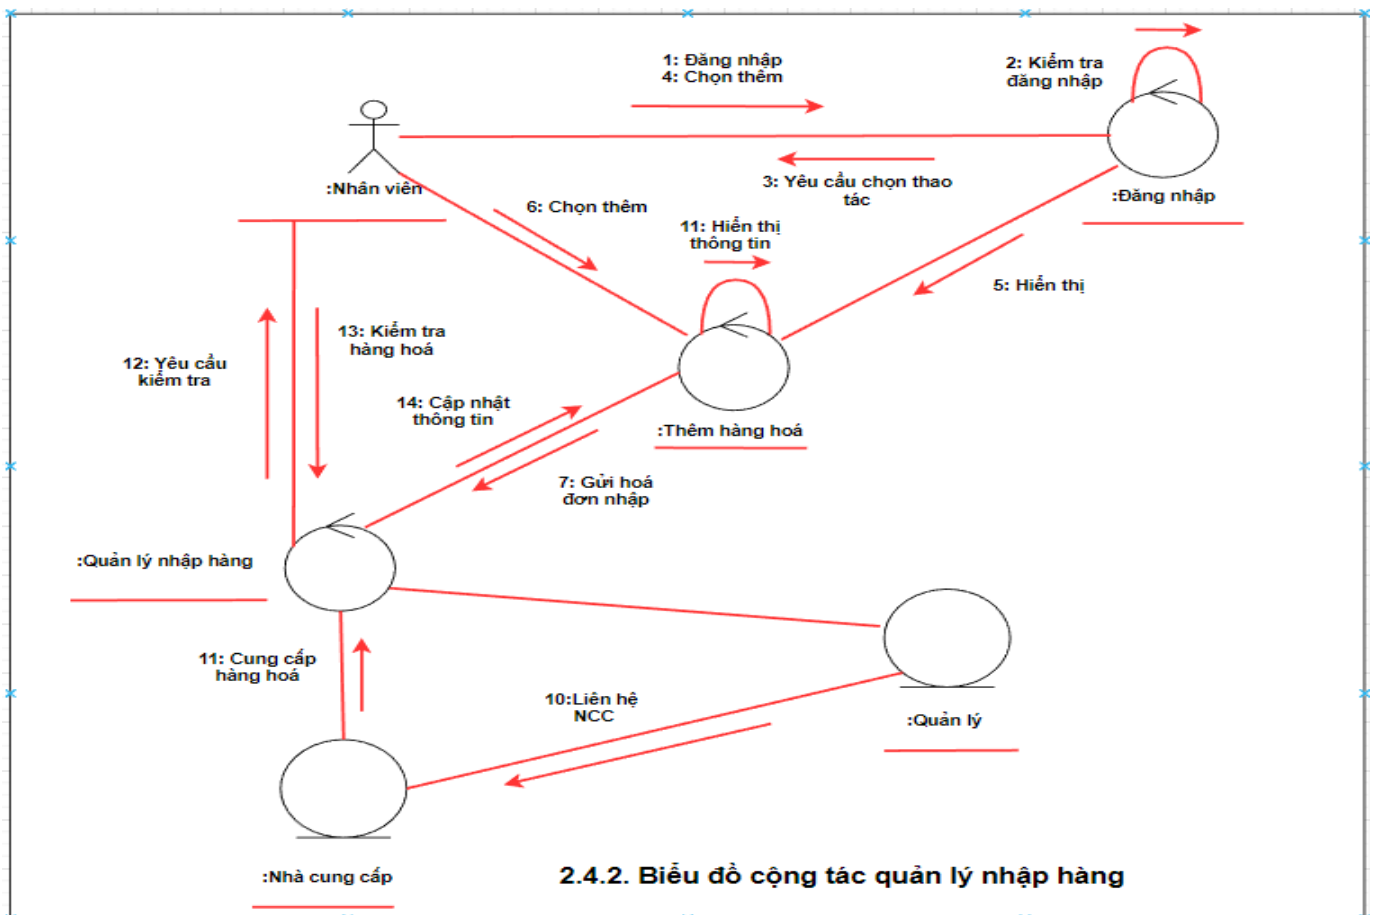 1: Đăng nhập
4: Chọn thêm
2: Kiểm tra
đăng nhập
:Nhân viên
3: Yêu cầu chọn thao
tác
:Đăng nhập
6: Chọn thêm
11: Hiển thị
thông tin
5: Hiển thị
13: Kiểm tra
hàng hoá
12: Yêu cầu
kiểm tra
14: Cập nhật
thông tin
:Thêm hàng hoá
7: Gửi hoá
đơn nhập
:Quản lý nhập hàng
11: Cung cấp
hàng hoá
10:Liên hệ
NCC
:Quản lý
:Nhà cung cấp
2.4.2. Biểu đồ cộng tác quản lý nhập hàng